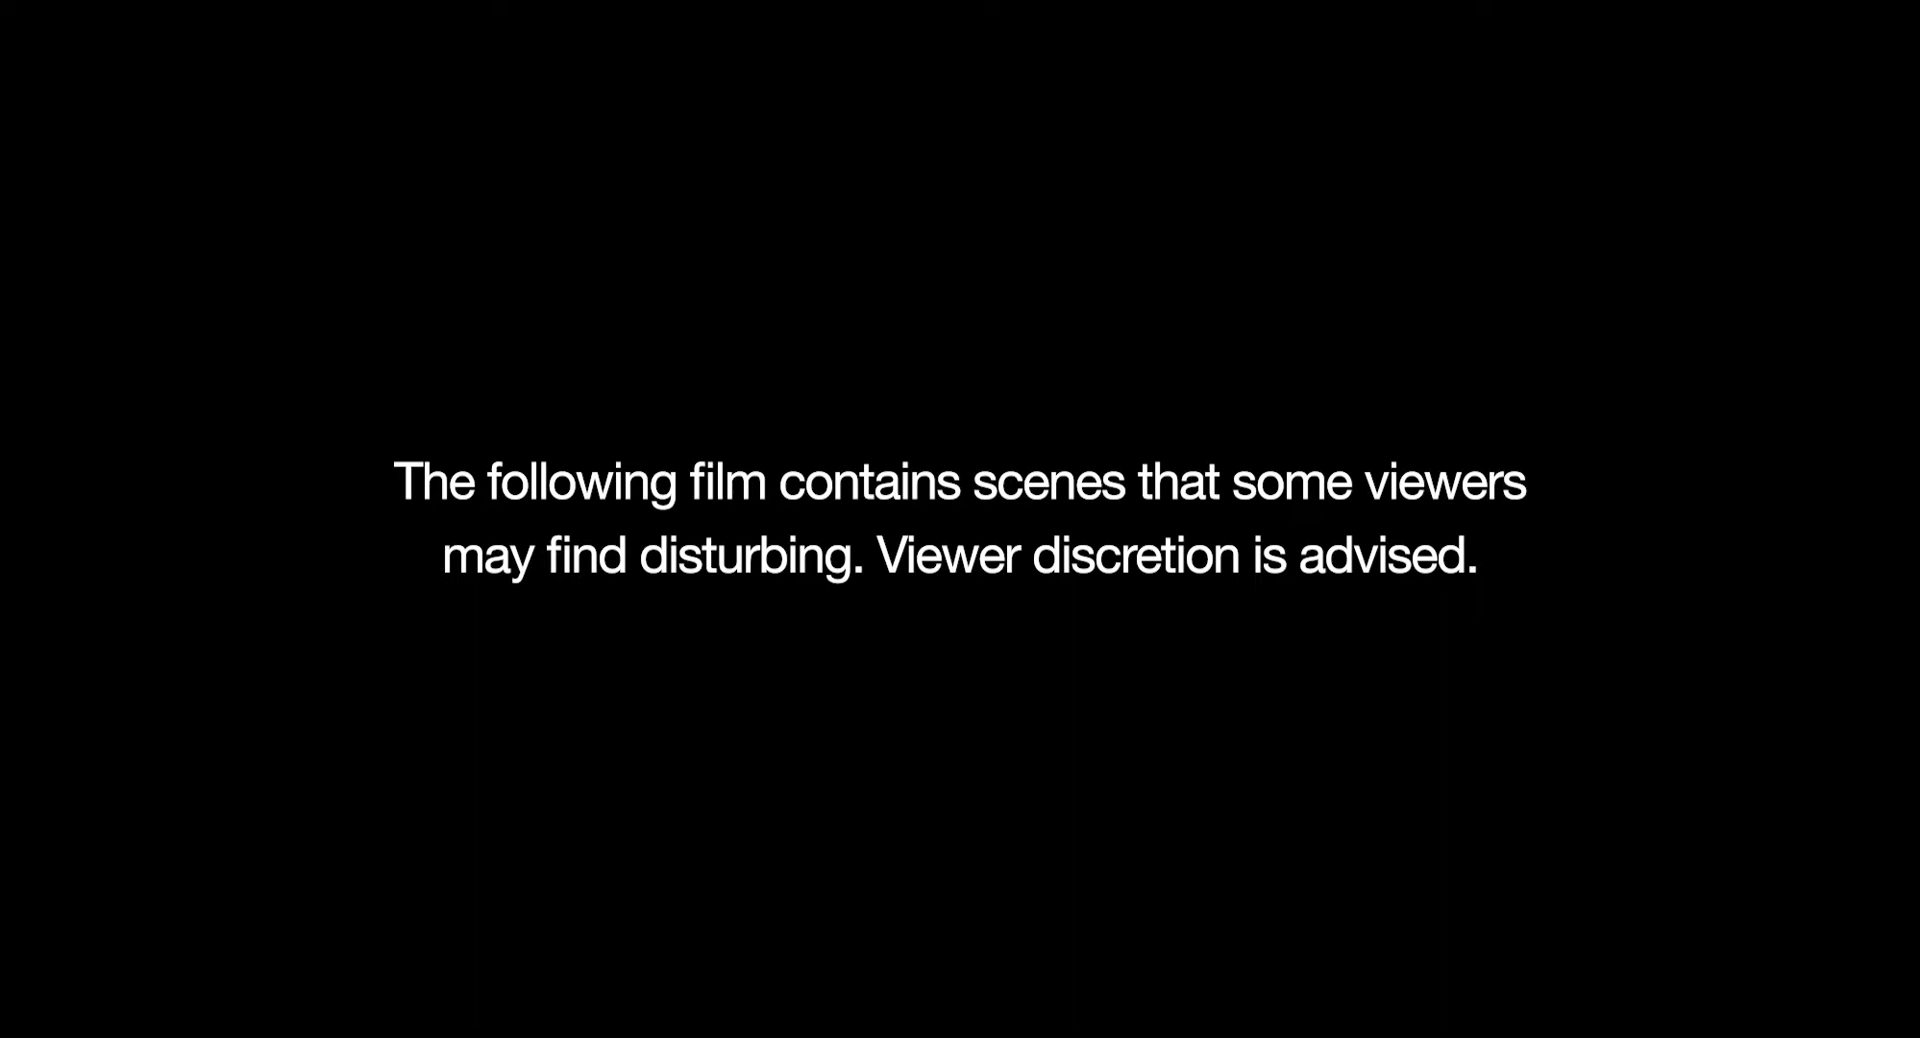 The following film contains scenes that some viewers
may find disturbing. Viewer discretion is advised.